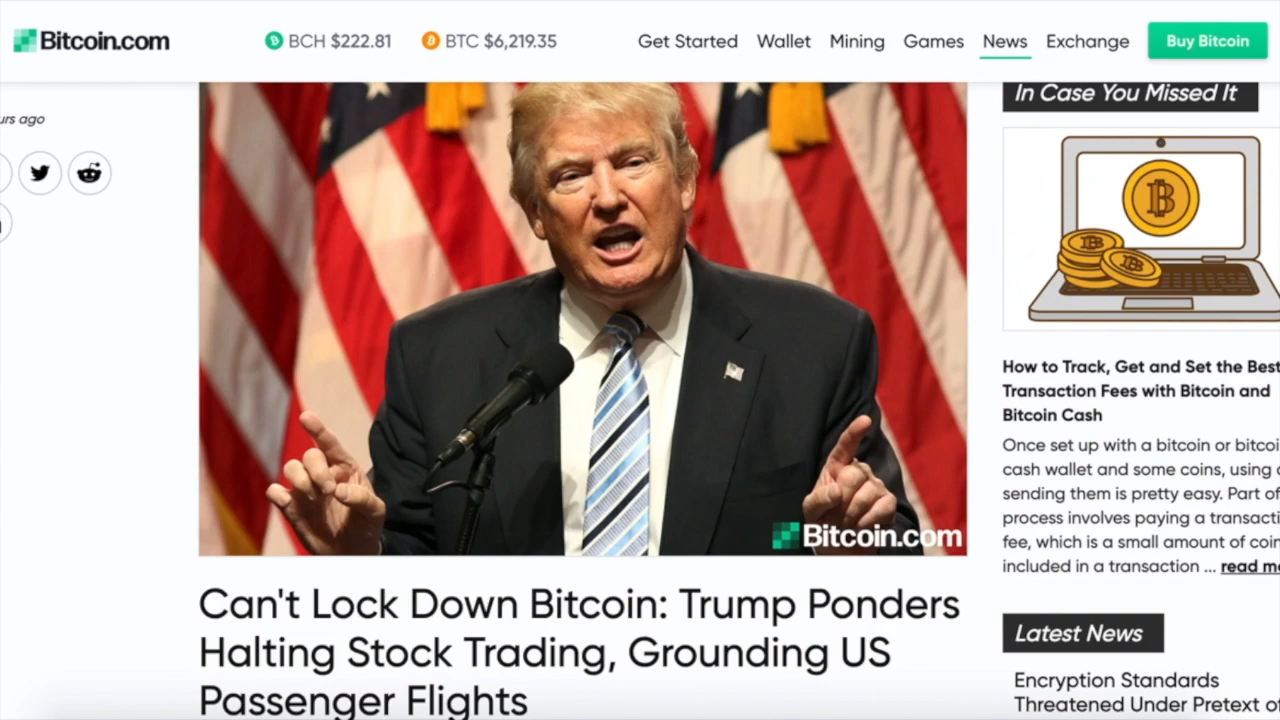 Bitcoin.com
BCH $222.81
BTC $6,219.35
Get Started
Wallet
Mining
Games
News
Exchange
Buy Bitcoin
ago
Bitcoin.com
Can't Lock Down Bitcoin: Trump Ponders
Halting Stock Trading, Grounding US
Passenger Flights
In Case You Missed It
How to Track, Get and Set the Best
Transaction Fees with Bitcoin and
Bitcoin Cash
Once set up with a bitcoin or
cash wallet and some coins, using
sending them is pretty easy. Part of
process involves paying a
fee, which is a small amount of
included in a transaction ... read
Latest News
Encryption Standards
Threatened Under Pretext